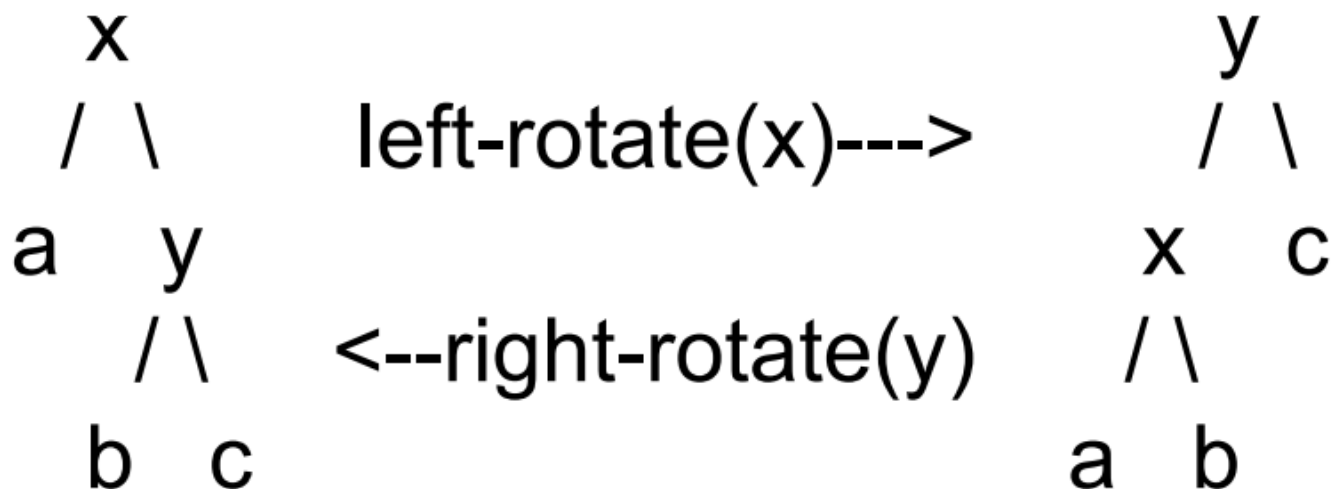 x y
/ \ left-rotate(x)---> / \
a y x c
/ \ <--right-rotate(y) / \
b c a b